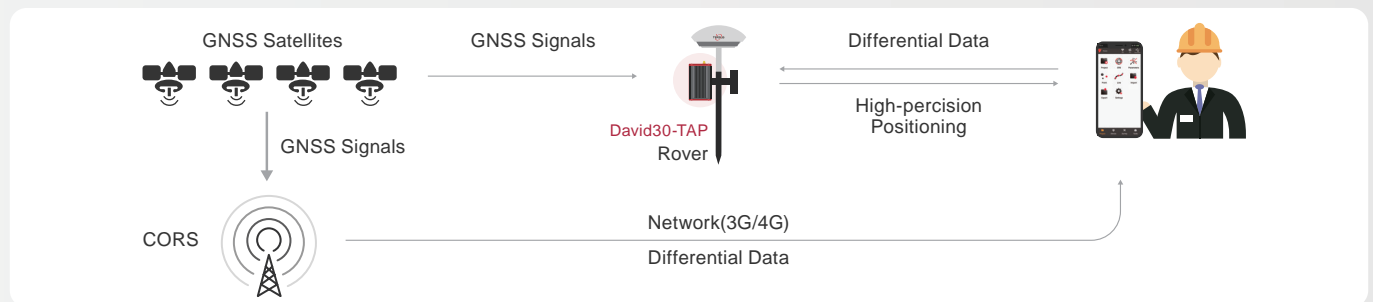 GNSS Satellites
GNSS Signals
Differential Data
High-percision
Positioning
David30-TAP
Rover
GNSS Signals
CORS
Network(3G/4G)
Differential Data